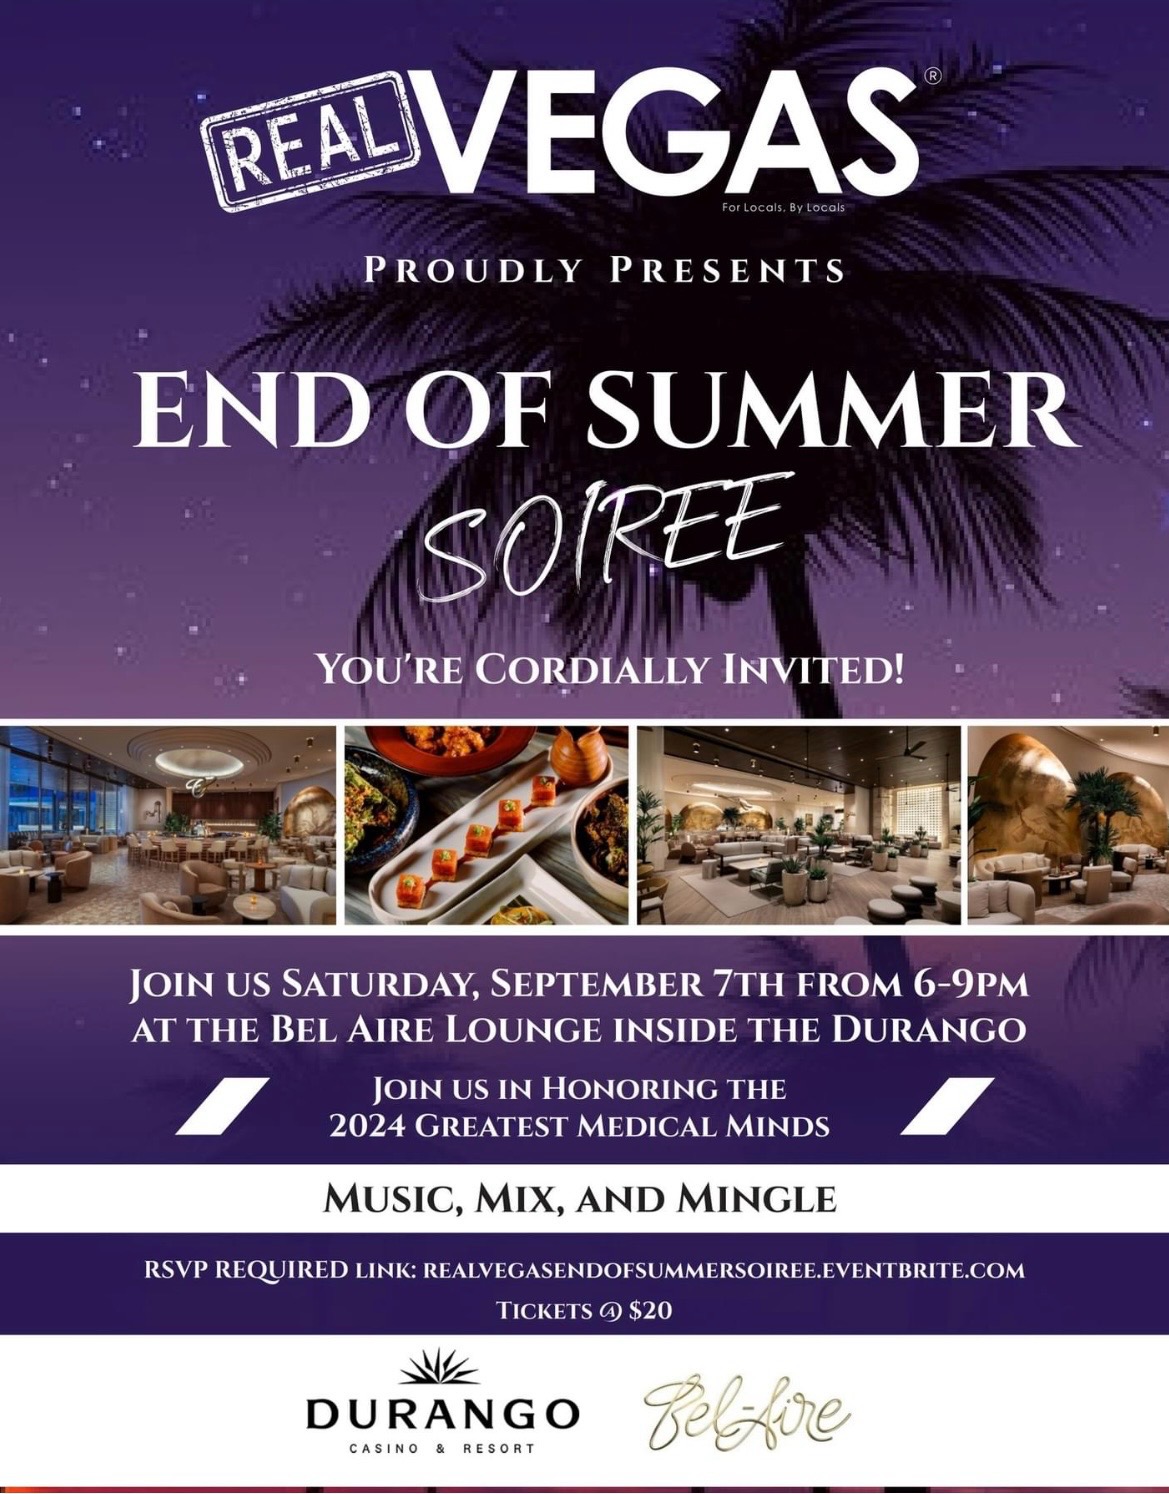 REAL VEGAS®
For Locals, By Locals
Proudly Presents
End of Summer
SOIREE
You're Cordially Invited!
Join us Saturday, September 7th from 6-9pm
at the Bel Aire Lounge inside the Durango
Join us in Honoring the
2024 Greatest Medical Minds
Music, Mix, and Mingle
RSVP REQUIRED link: realvegasendofsummersoiree.eventbrite.com
Tickets @ $20
DURANGO
CASINO & RESORT
Bel-Aire